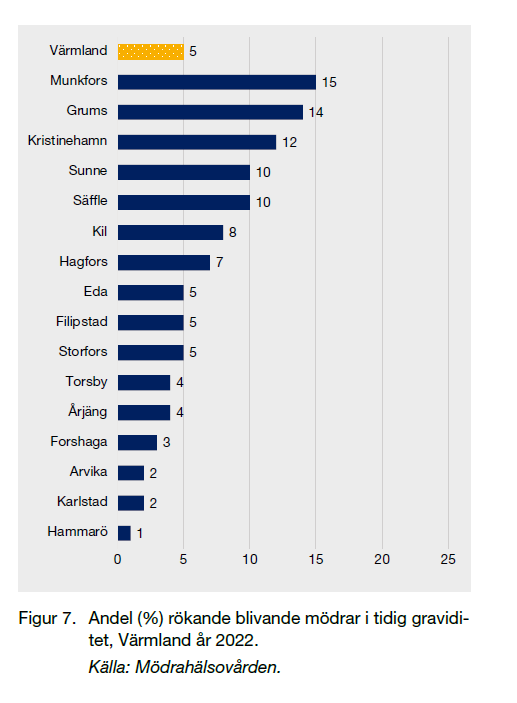 Värmland 5
Munkfors 15
Grums 14
Kristinehamn 12
Sunne 10
Säffle 10
Kil 8
Hagfors 7
Eda 5
Filipstad 5
Storfors 5
Torsby 4
Årjäng 4
Forshaga 3
Arvika 2
Karlstad 2
Hammarö 1
0 5 10 15 20 25
Figur 7. Andel (%) rökande blivande mödrar i tidig gravidi-
tet, Värmland år 2022.
Källa: Mödrahälsovården.